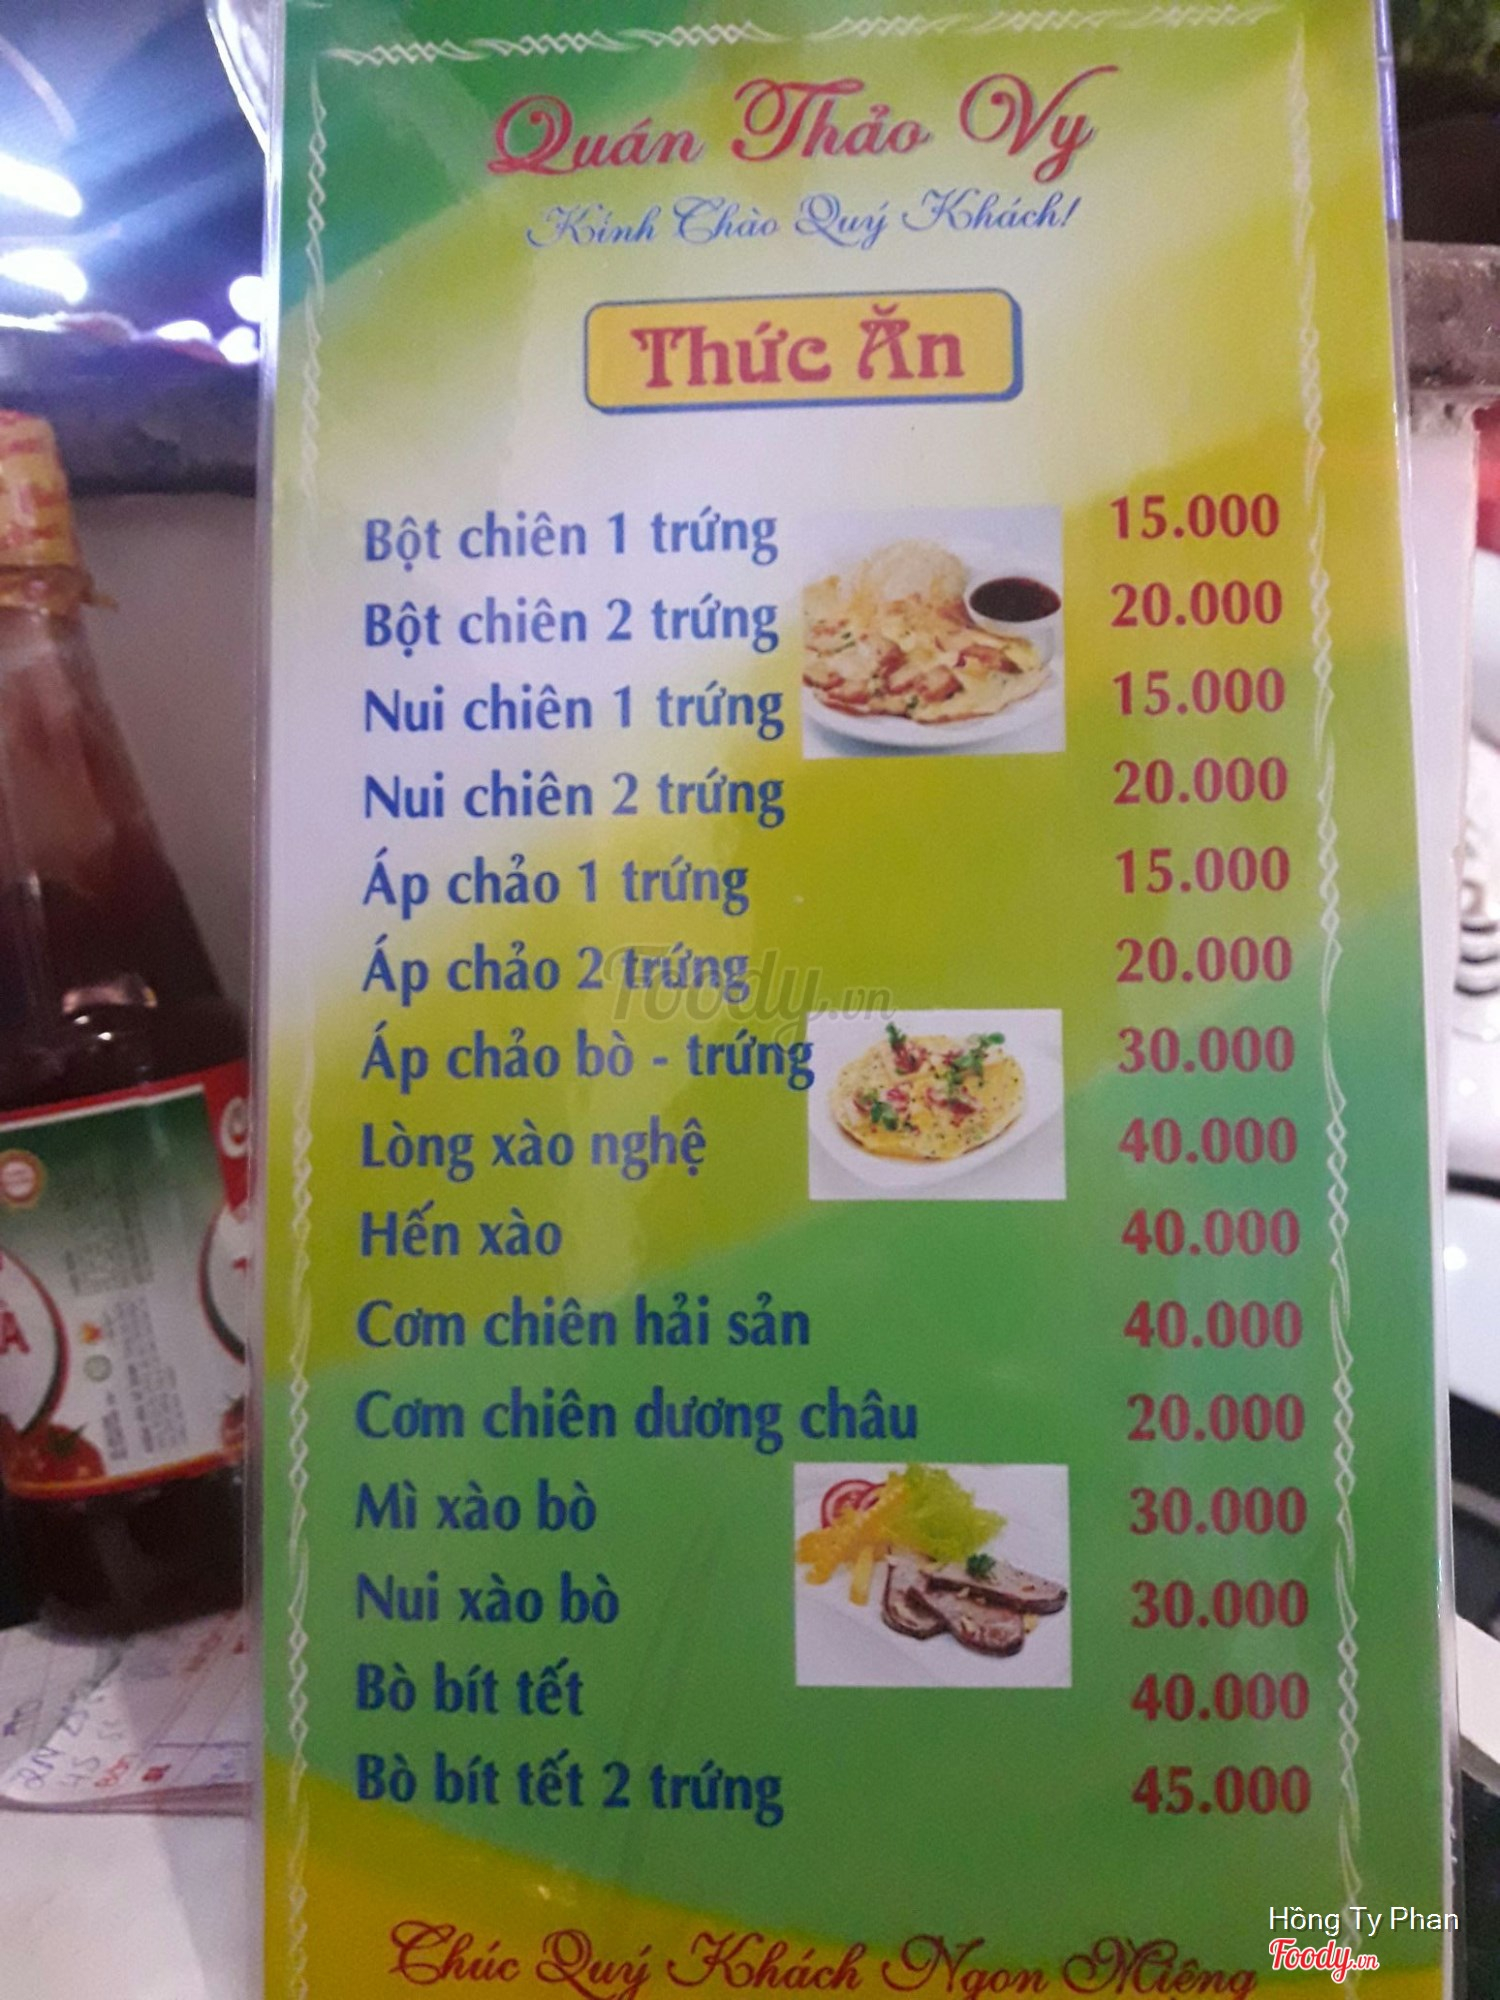 Quán Thảo Vy
Kính Chào Quý Khách!
Thức Ăn
Bột chiên 1 trứng 15.000
Bột chiên 2 trứng 20.000
Nui chiên 1 trứng 15.000
Nui chiên 2 trứng 20.000
Áp chảo 1 trứng 15.000
Áp chảo 2 trứng 20.000
Foody.vn
Áp chảo bò - trứng 30.000
Lòng xào nghệ 40.000
Hến xào 40.000
Cơm chiên hải sản 40.000
Cơm chiên dương châu 20.000
Mì xào bò 30.000
Nui xào bò 30.000
Bò bít tết 40.000
Bò bít tết 2 trứng 45.000
Chúc Quý Khách Ngon Miệng
Hồng Ty Phan
Foody.vn